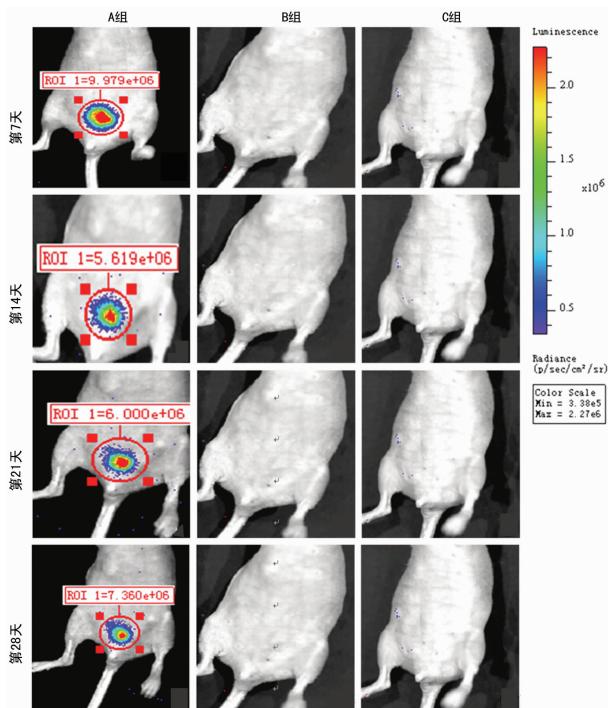 A组
B组
C组
第7天
第14天
第21天
第28天
ROI 1=9.979e+06
ROI 1=5.619e+06
ROI 1=6.000e+06
ROI 1=7.360e+06
Luminescence
2.0
1.5
×10⁶
1.0
0.5
Radiance
(p/sec/cm²/sr)
Color Scale
Min = 3.38e5
Max = 2.27e6